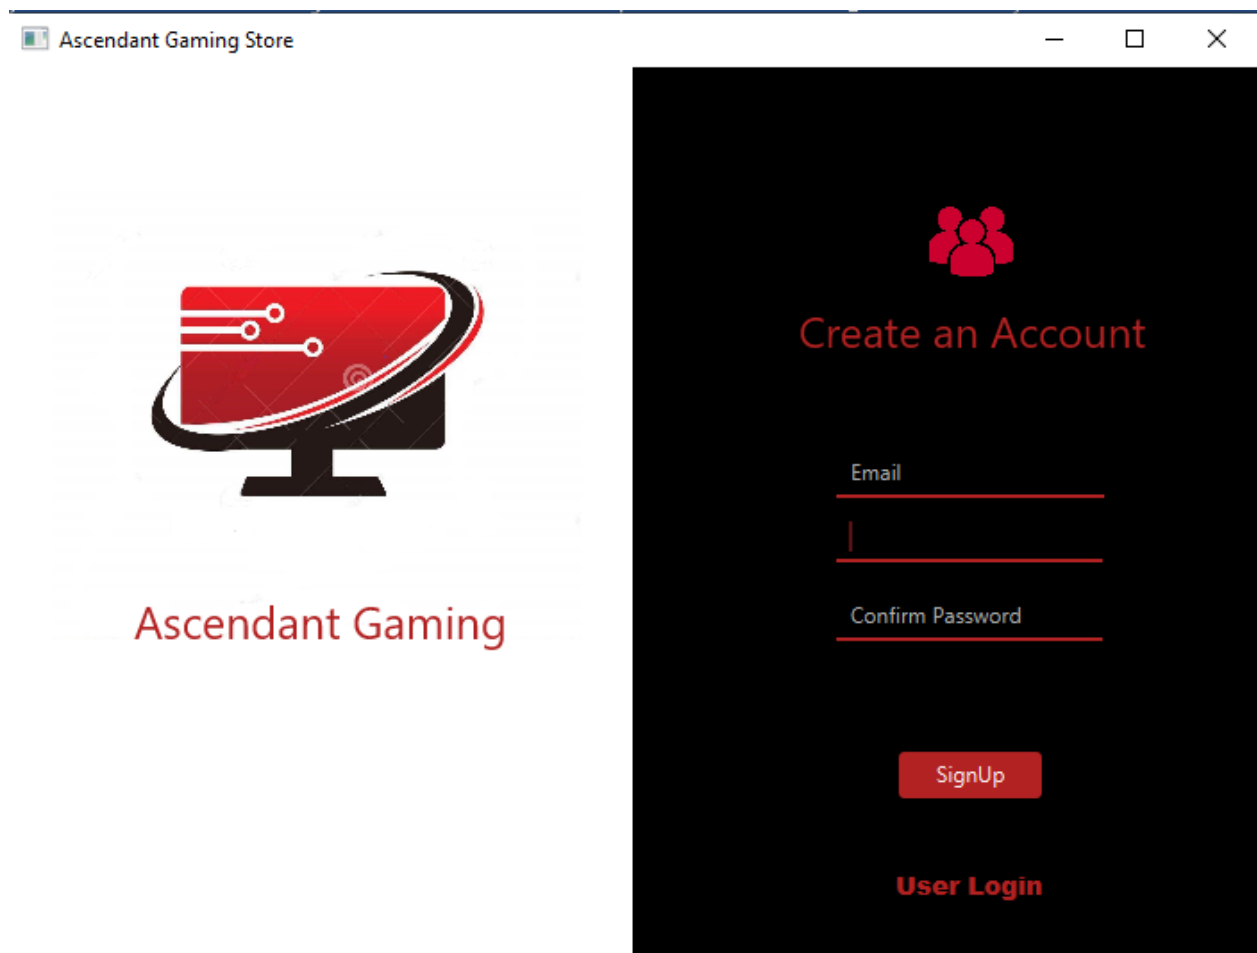 Ascendant Gaming Store
Ascendant Gaming
Create an Account
Email
Confirm Password
SignUp
User Login